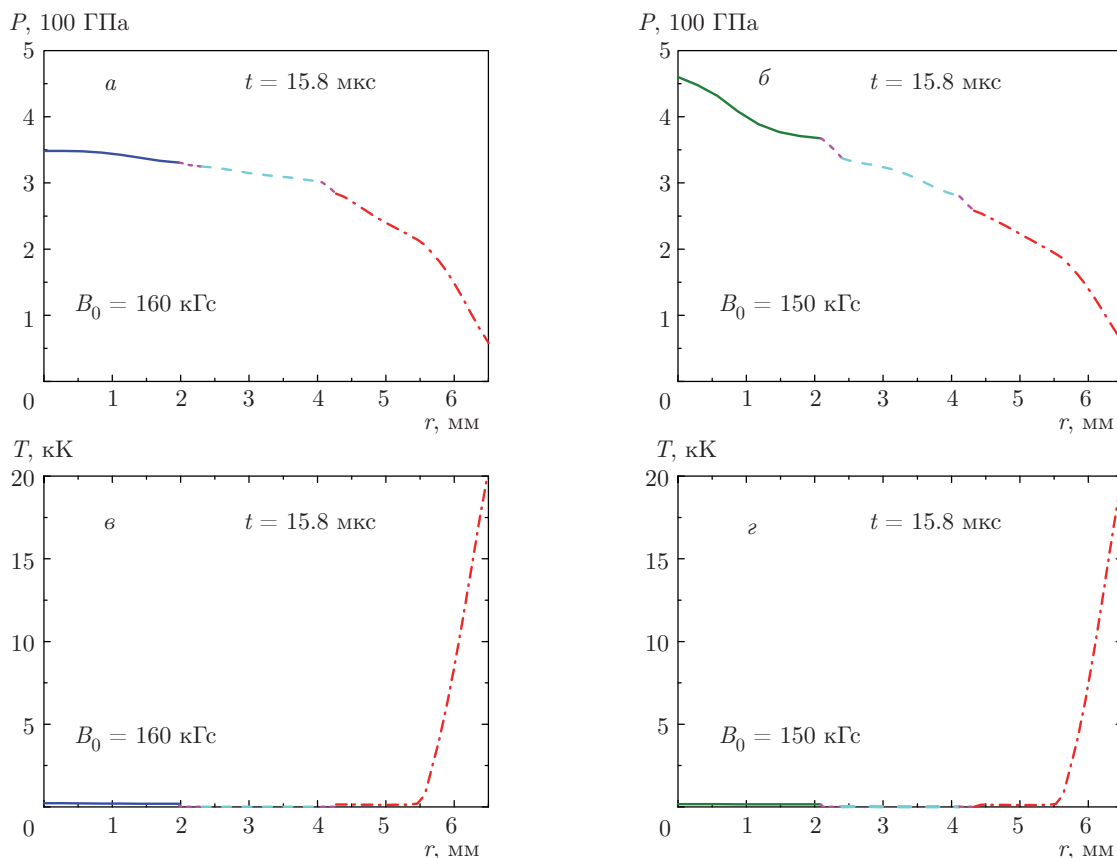 P, 100 ГПа
5
4
3
2
1
0
а
t = 15.8 мкс
B₀ = 160 кГс
1 2 3 4 5 6
r, мм
P, 100 ГПа
5
4
3
2
1
0
б
t = 15.8 мкс
B₀ = 150 кГс
1 2 3 4 5 6
r, мм
T, кК
20
15
10
5
0
в
t = 15.8 мкс
B₀ = 160 кГс
1 2 3 4 5 6
r, мм
T, кК
20
15
10
5
0
г
t = 15.8 мкс
B₀ = 150 кГс
1 2 3 4 5 6
r, мм